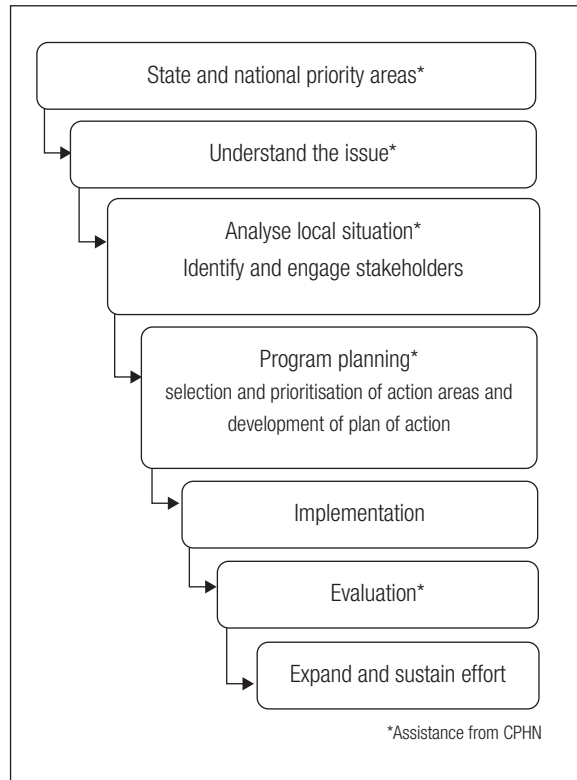 State and national priority areas*
Understand the issue*
Analyse local situation*
Identify and engage stakeholders
Program planning*
selection and prioritisation of action areas and
development of plan of action
Implementation
Evaluation*
Expand and sustain effort
*Assistance from CPHN